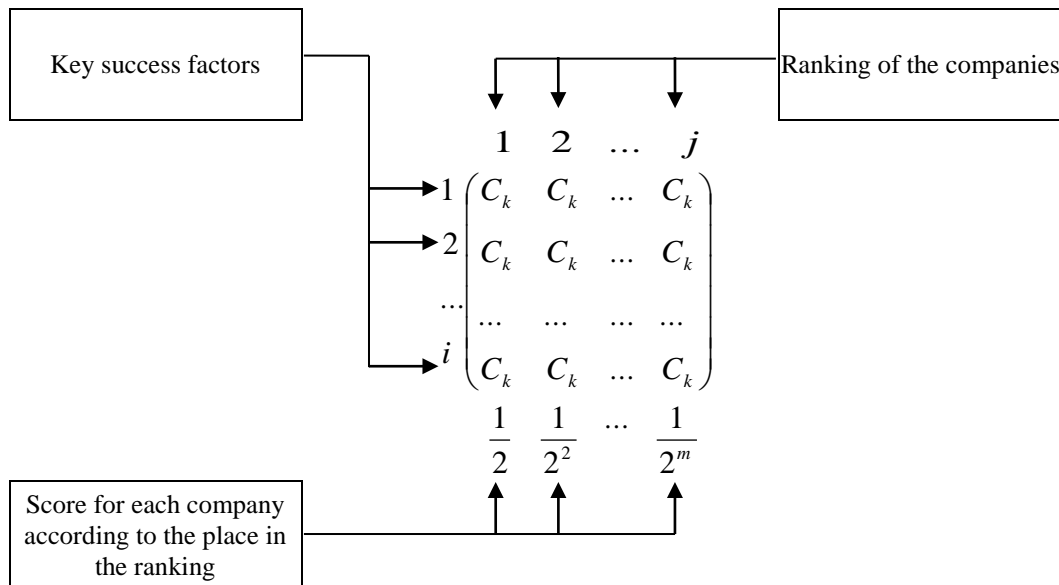 Key success factors
Ranking of the companies
1 2 ... j
1 C_k C_k ... C_k
2 C_k C_k ... C_k
... ... ... ... ...
i C_k C_k ... C_k
1/2 1/2^2 ... 1/2^m
Score for each company
according to the place in
the ranking